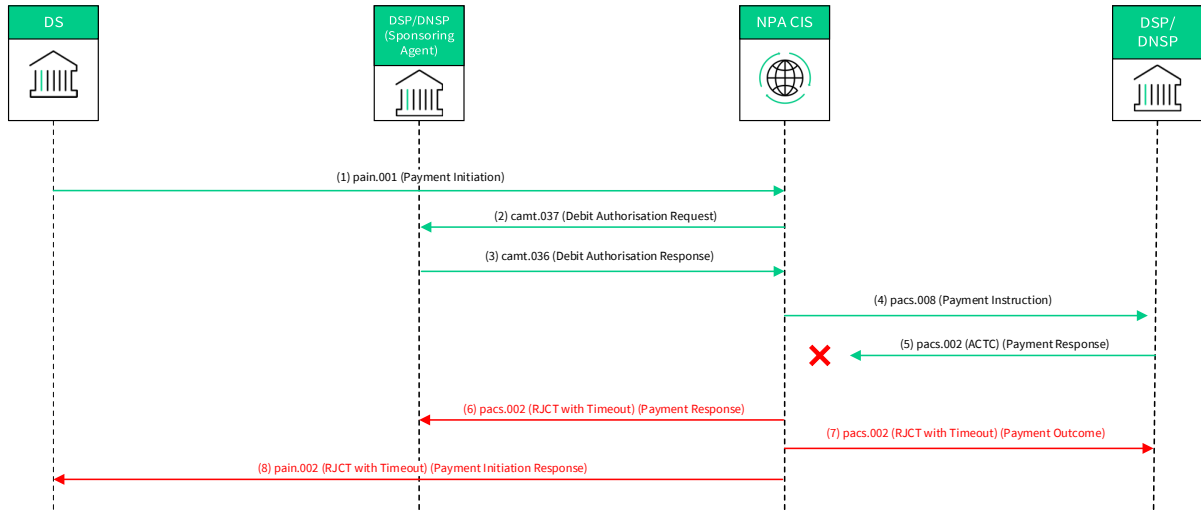 DS
DSP/DNSP
(Sponsoring
Agent)
NPA CIS
DSP/
DNSP
(1) pain.001 (Payment Initiation)
(2) camt.037 (Debit Authorisation Request)
(3) camt.036 (Debit Authorisation Response)
(4) pacs.008 (Payment Instruction)
(5) pacs.002 (ACTC) (Payment Response)
(6) pacs.002 (RJCT with Timeout) (Payment Response)
(7) pacs.002 (RJCT with Timeout) (Payment Outcome)
(8) pain.002 (RJCT with Timeout) (Payment Initiation Response)